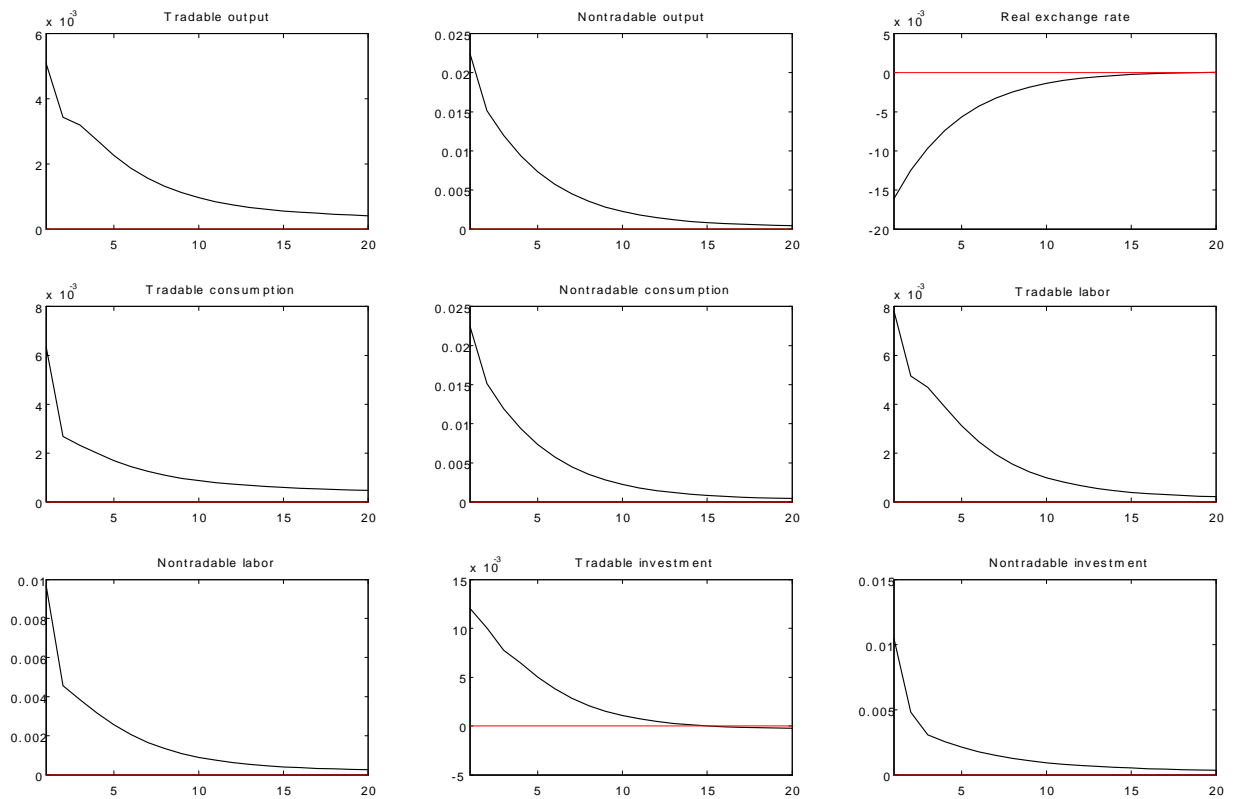 Tradable output
x 10-3
6
4
2
0
5 10 15 20
Nontradable output
0.025
0.02
0.015
0.01
0.005
0
5 10 15 20
Real exchange rate
x 10-3
5
0
-5
-10
-15
-20
5 10 15 20
Tradable consumption
x 10-3
8
6
4
2
0
5 10 15 20
Nontradable consumption
0.025
0.02
0.015
0.01
0.005
0
5 10 15 20
Tradable labor
x 10-3
8
6
4
2
0
5 10 15 20
Nontradable labor
0.01
0.008
0.006
0.004
0.002
0
5 10 15 20
Tradable investment
x 10-3
15
10
5
0
-5
5 10 15 20
Nontradable investment
0.015
0.01
0.005
0
5 10 15 20